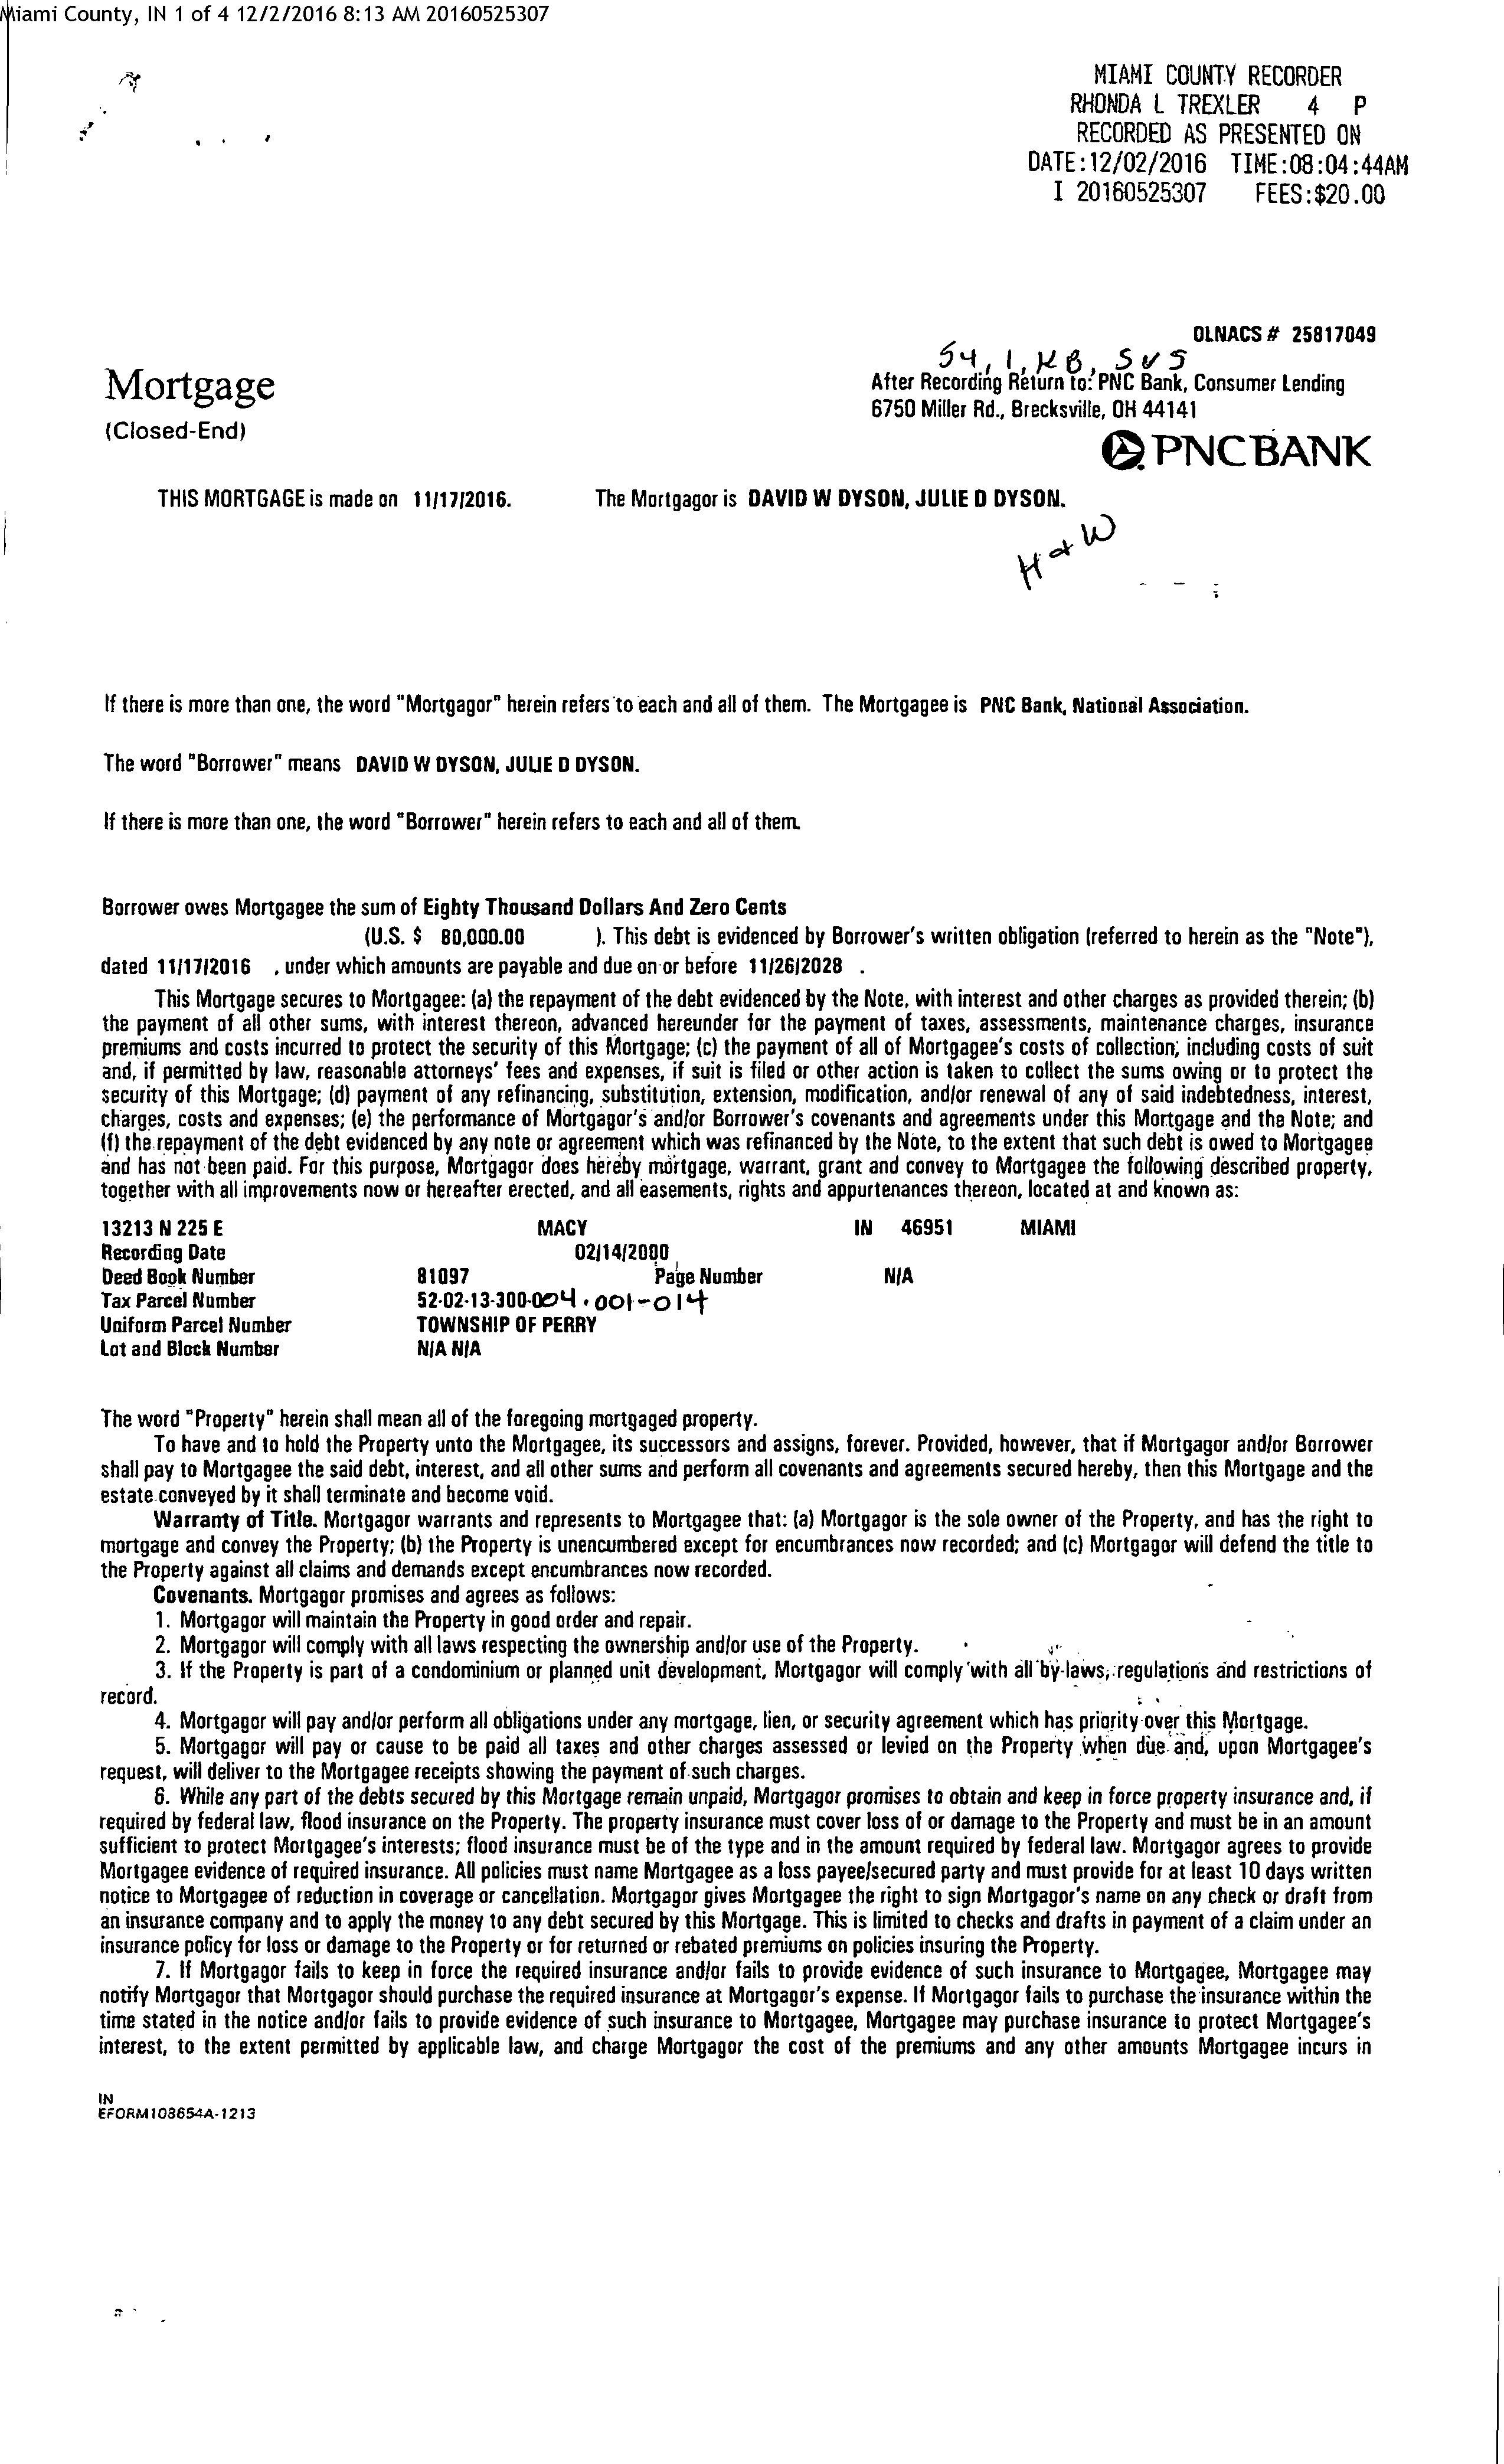 Miami County, IN 1 of 4 12/2/2016 8:13 AM 20160525307
MIAMI COUNTY RECORDER
RHONDA L TREXLER 4 P
RECORDED AS PRESENTED ON
DATE:12/02/2016 TIME:08:04:44AM
I 20160525307 FEES:$20.00
OLNACS # 25817049
54, 1, KB, SVS
Mortgage
(Closed-End)
After Recording Return to: PNC Bank, Consumer Lending
6750 Miller Rd., Brecksville, OH 44141
PNC BANK
THIS MORTGAGE is made on 11/17/2016. The Mortgagor is DAVID W DYSON, JULIE D DYSON.
H & W
If there is more than one, the word "Mortgagor" herein refers to each and all of them. The Mortgagee is PNC Bank, National Association.
The word "Borrower" means DAVID W DYSON, JULIE D DYSON.
If there is more than one, the word "Borrower" herein refers to each and all of them.
Borrower owes Mortgagee the sum of Eighty Thousand Dollars And Zero Cents
(U.S. $ 80,000.00 ). This debt is evidenced by Borrower's written obligation (referred to herein as the "Note"),
dated 11/17/2016 , under which amounts are payable and due on or before 11/26/2028 .
This Mortgage secures to Mortgagee: (a) the repayment of the debt evidenced by the Note, with interest and other charges as provided therein; (b)
the payment of all other sums, with interest thereon, advanced hereunder for the payment of taxes, assessments, maintenance charges, insurance
premiums and costs incurred to protect the security of this Mortgage; (c) the payment of all of Mortgagee's costs of collection, including costs of suit
and, if permitted by law, reasonable attorneys' fees and expenses, if suit is filed or other action is taken to collect the sums owing or to protect the
security of this Mortgage; (d) payment of any refinancing, substitution, extension, modification, and/or renewal of any of said indebtedness, interest,
charges, costs and expenses; (e) the performance of Mortgagor's and/or Borrower's covenants and agreements under this Mortgage and the Note; and
(f) the repayment of the debt evidenced by any note or agreement which was refinanced by the Note, to the extent that such debt is owed to Mortgagee
and has not been paid. For this purpose, Mortgagor does hereby mortgage, warrant, grant and convey to Mortgagee the following described property,
together with all improvements now or hereafter erected, and all easements, rights and appurtenances thereon, located at and known as:
13213 N 225 E MACY IN 46951 MIAMI
Recording Date 02/14/2000
Deed Book Number 81097 Page Number N/A
Tax Parcel Number 52-02-13-300-004.001-014
Uniform Parcel Number TOWNSHIP OF PERRY
Lot and Block Number N/A N/A
The word "Property" herein shall mean all of the foregoing mortgaged property.
To have and to hold the Property unto the Mortgagee, its successors and assigns, forever. Provided, however, that if Mortgagor and/or Borrower
shall pay to Mortgagee the said debt, interest, and all other sums and perform all covenants and agreements secured hereby, then this Mortgage and the
estate conveyed by it shall terminate and become void.
Warranty of Title. Mortgagor warrants and represents to Mortgagee that: (a) Mortgagor is the sole owner of the Property, and has the right to
mortgage and convey the Property; (b) the Property is unencumbered except for encumbrances now recorded; and (c) Mortgagor will defend the title to
the Property against all claims and demands except encumbrances now recorded.
Covenants. Mortgagor promises and agrees as follows:
1. Mortgagor will maintain the Property in good order and repair.
2. Mortgagor will comply with all laws respecting the ownership and/or use of the Property.
3. If the Property is part of a condominium or planned unit development, Mortgagor will comply with all by-laws, regulations and restrictions of
record.
4. Mortgagor will pay and/or perform all obligations under any mortgage, lien, or security agreement which has priority over this Mortgage.
5. Mortgagor will pay or cause to be paid all taxes and other charges assessed or levied on the Property when due and, upon Mortgagee's
request, will deliver to the Mortgagee receipts showing the payment of such charges.
6. While any part of the debts secured by this Mortgage remain unpaid, Mortgagor promises to obtain and keep in force property insurance and, if
required by federal law, flood insurance on the Property. The property insurance must cover loss of or damage to the Property and must be in an amount
sufficient to protect Mortgagee's interests; flood insurance must be of the type and in the amount required by federal law. Mortgagor agrees to provide
Mortgagee evidence of required insurance. All policies must name Mortgagee as a loss payee/secured party and must provide for at least 10 days written
notice to Mortgagee of reduction in coverage or cancellation. Mortgagor gives Mortgagee the right to sign Mortgagor's name on any check or draft from
an insurance company and to apply the money to any debt secured by this Mortgage. This is limited to checks and drafts in payment of a claim under an
insurance policy for loss or damage to the Property or for returned or rebated premiums on policies insuring the Property.
7. If Mortgagor fails to keep in force the required insurance and/or fails to provide evidence of such insurance to Mortgagee, Mortgagee may
notify Mortgagor that Mortgagor should purchase the required insurance at Mortgagor's expense. If Mortgagor fails to purchase the insurance within the
time stated in the notice and/or fails to provide evidence of such insurance to Mortgagee, Mortgagee may purchase insurance to protect Mortgagee's
interest, to the extent permitted by applicable law, and charge Mortgagor the cost of the premiums and any other amounts Mortgagee incurs in
IN
EFORM103654A-1213